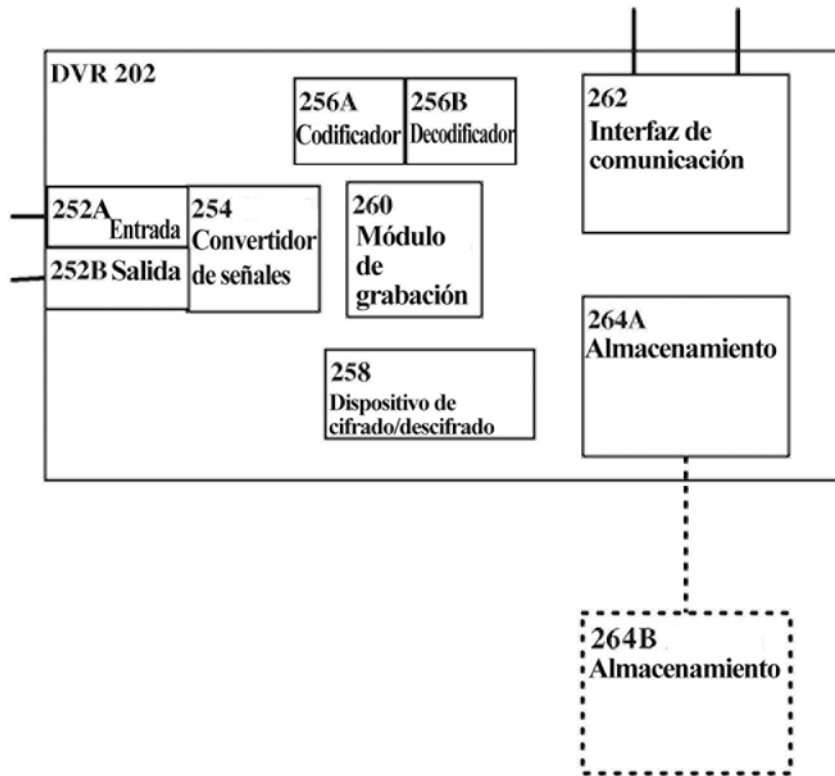 DVR 202
256A
Codificador
256B
Decodificador
262
Interfaz de
comunicación
252A
Entrada
252B Salida
254
Convertidor
de señales
260
Módulo
de
grabación
264A
Almacenamiento
258
Dispositivo de
cifrado/descifrado
264B
Almacenamiento